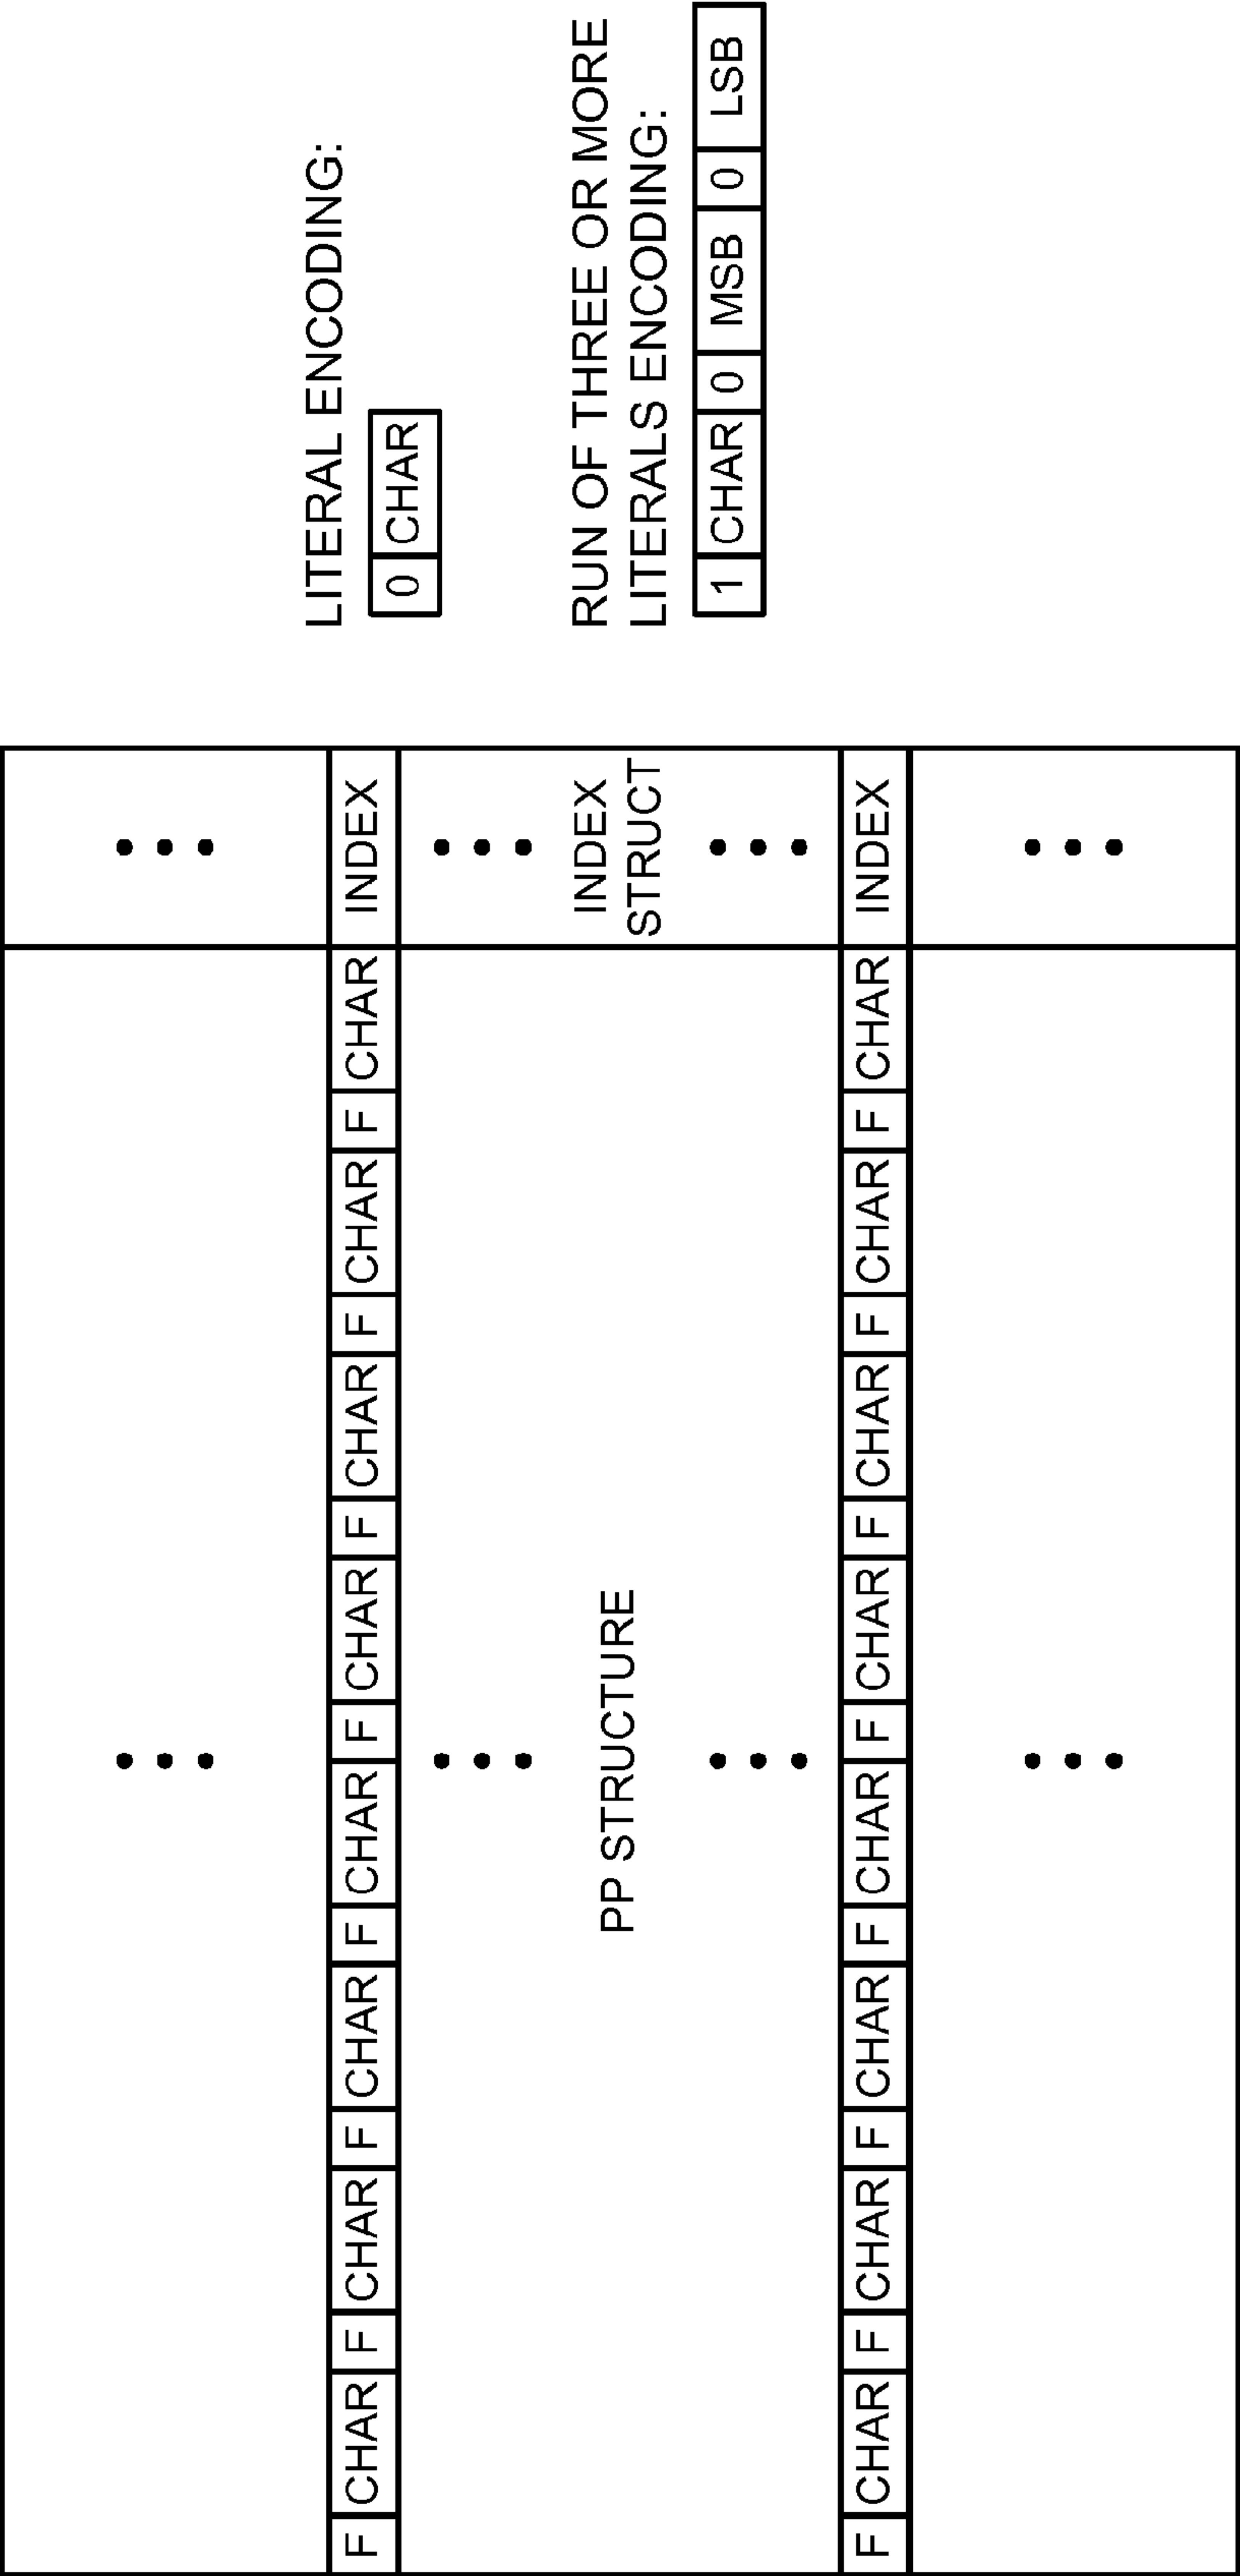 F CHAR F CHAR F CHAR F CHAR F CHAR F CHAR F CHAR F CHAR INDEX
PP STRUCTURE
INDEX
STRUCT
F CHAR F CHAR F CHAR F CHAR F CHAR F CHAR F CHAR F CHAR INDEX
LITERAL ENCODING:
0 CHAR
RUN OF THREE OR MORE
LITERALS ENCODING:
1 CHAR 0 MSB 0 LSB